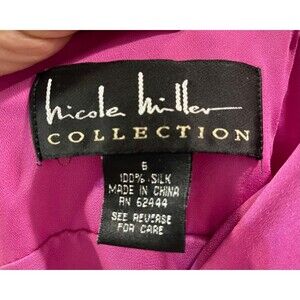 nicole miller
COLLECTION
6
100% SILK
MADE IN CHINA
RN 62444
SEE REVERSE
FOR CARE